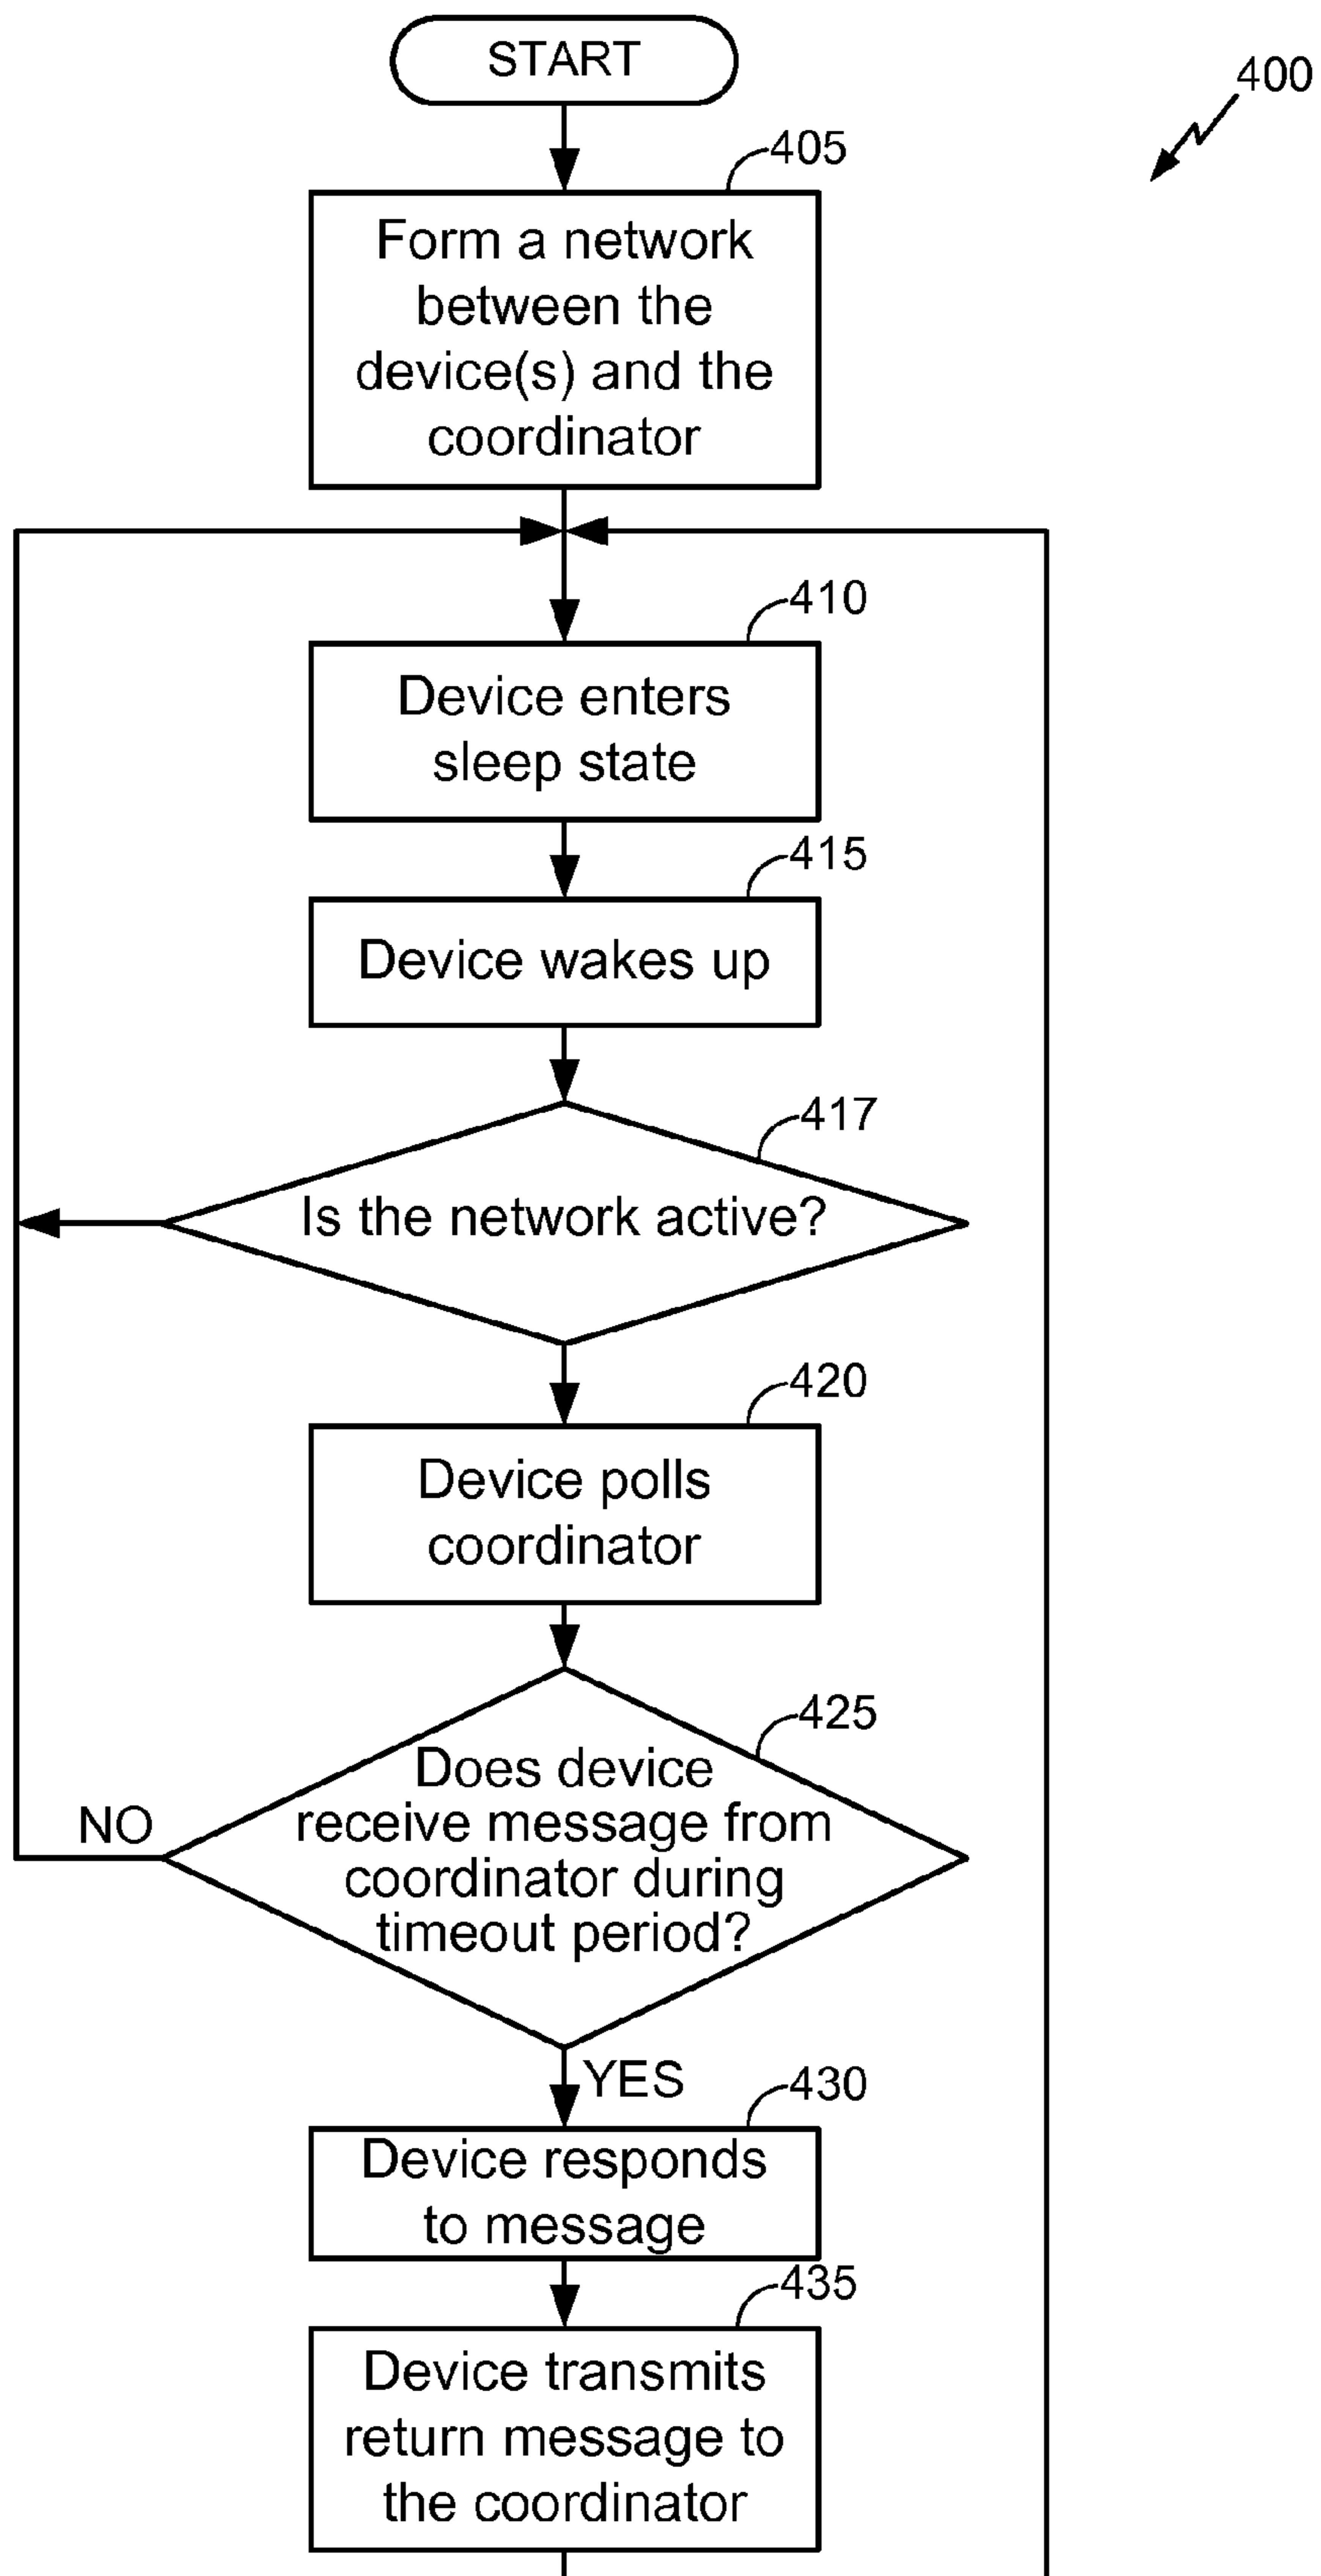 START
400
405
Form a network
between the
device(s) and the
coordinator
410
Device enters
sleep state
415
Device wakes up
417
Is the network active?
420
Device polls
coordinator
425
Does device
receive message from
coordinator during
timeout period?
NO
YES
430
Device responds
to message
435
Device transmits
return message to
the coordinator